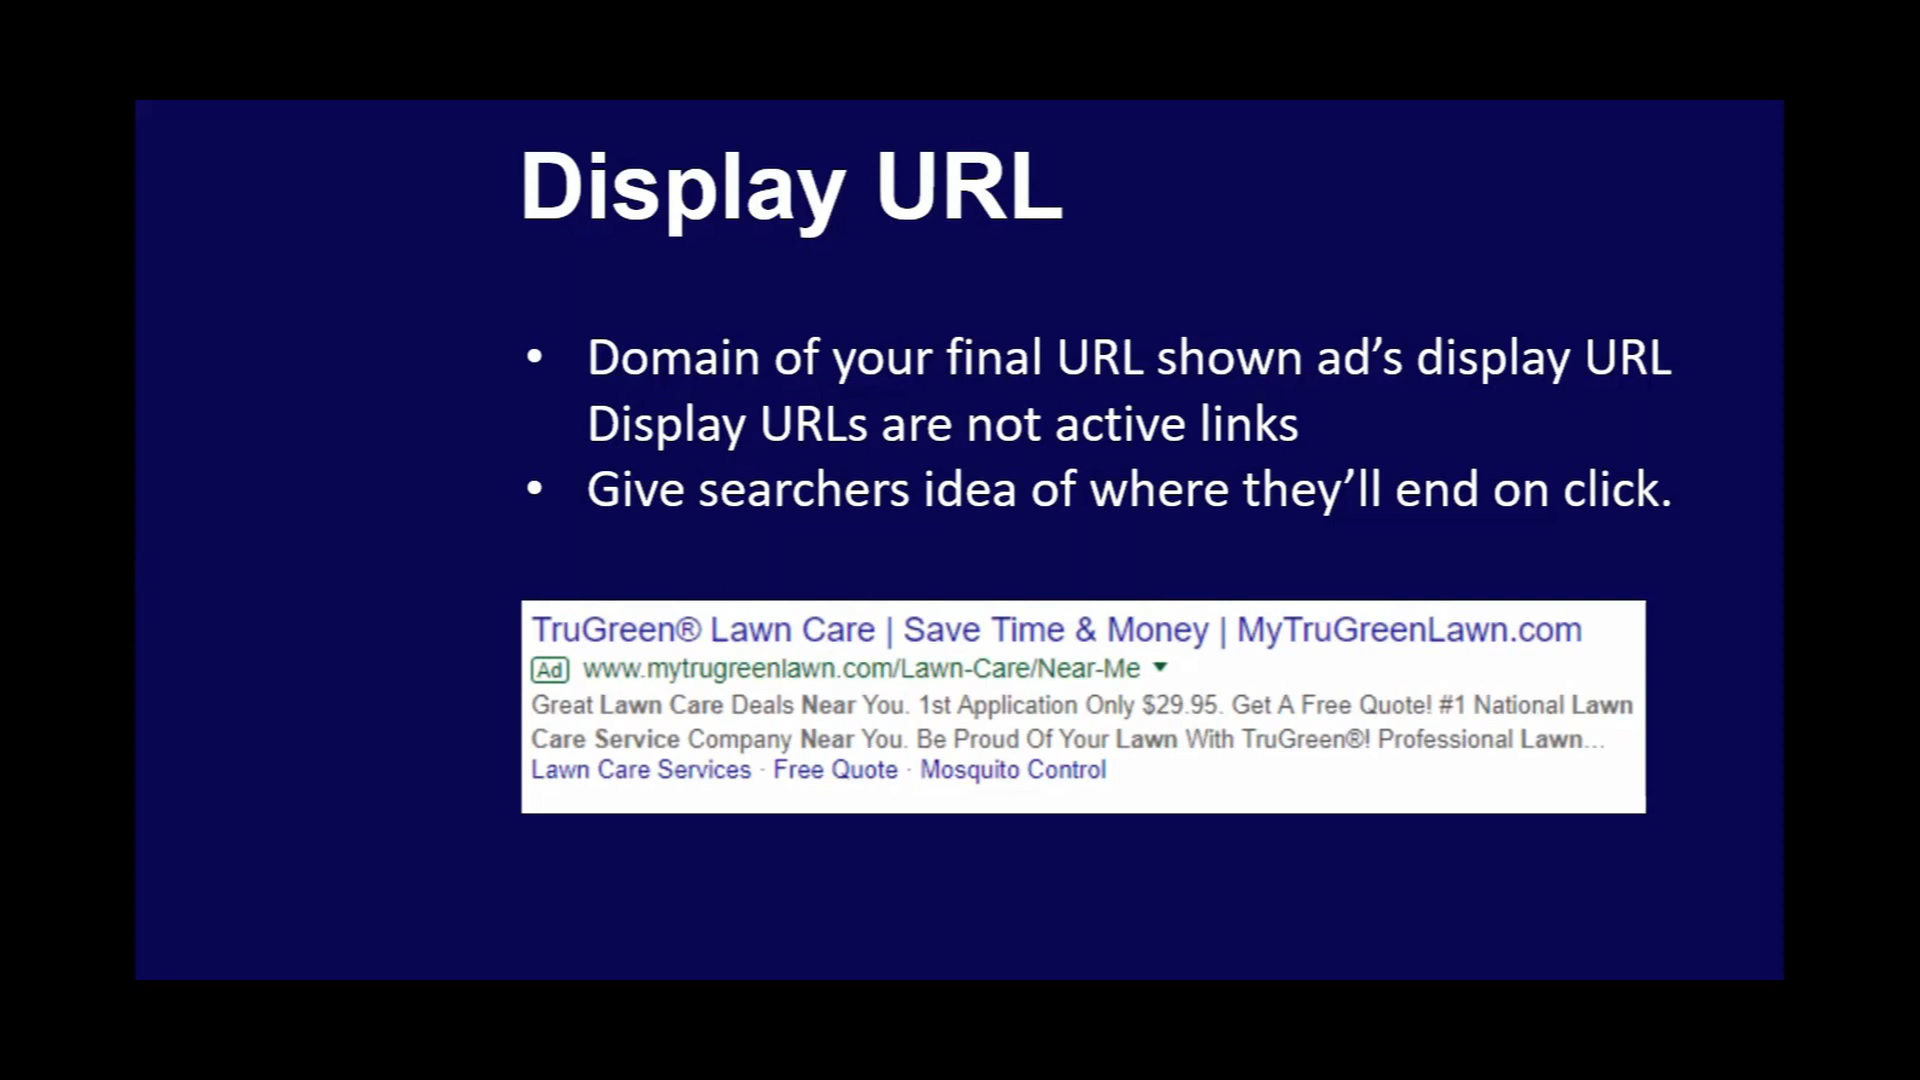 Display URL
• Domain of your final URL shown ad’s display URL
Display URLs are not active links
• Give searchers idea of where they’ll end on click.
TruGreen® Lawn Care | Save Time & Money | MyTruGreenLawn.com
Ad www.mytrugreenlawn.com/Lawn-Care/Near-Me
Great Lawn Care Deals Near You. 1st Application Only $29.95. Get A Free Quote! #1 National Lawn
Care Service Company Near You. Be Proud Of Your Lawn With TruGreen®! Professional Lawn...
Lawn Care Services · Free Quote · Mosquito Control